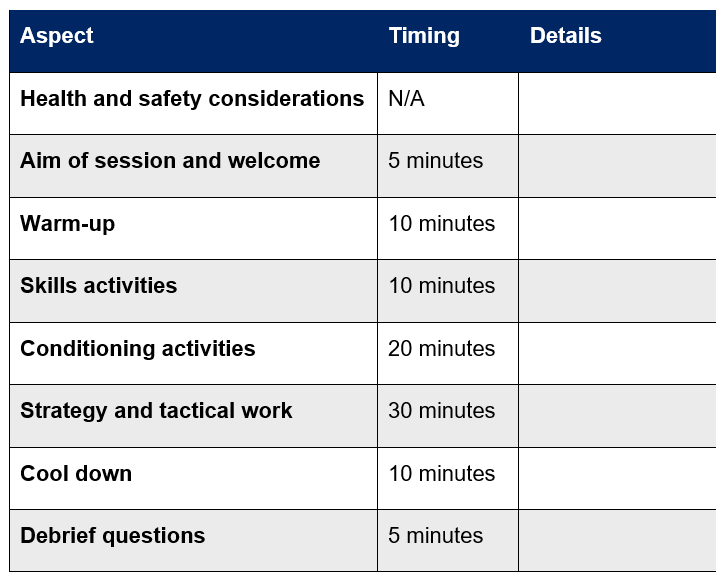 Aspect Timing Details
Health and safety considerations N/A
Aim of session and welcome 5 minutes
Warm-up 10 minutes
Skills activities 10 minutes
Conditioning activities 20 minutes
Strategy and tactical work 30 minutes
Cool down 10 minutes
Debrief questions 5 minutes